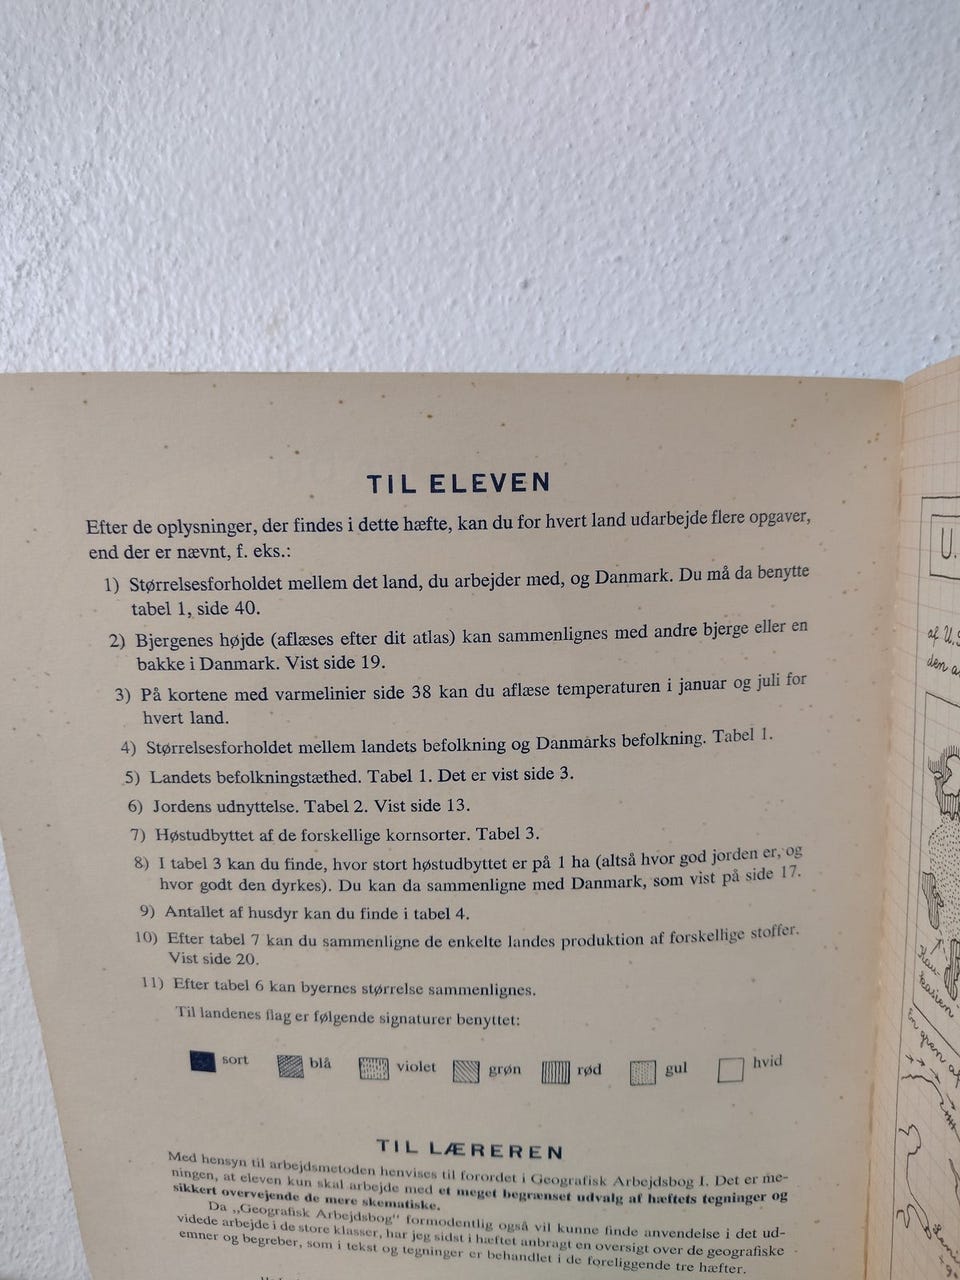 TIL ELEVEN
Efter de oplysninger, der findes i dette hæfte, kan du for hvert land udarbejde flere opgaver,
end der er nævnt, f. eks.:
1) Størrelsesforholdet mellem det land, du arbejder med, og Danmark. Du må da benytte
tabel 1, side 40.
2) Bjergenes højde (aflæses efter dit atlas) kan sammenlignes med andre bjerge eller en
bakke i Danmark. Vist side 19.
3) På kortene med varmelinier side 38 kan du aflæse temperaturen i januar og juli for
hvert land.
4) Størrelsesforholdet mellem landets befolkning og Danmarks befolkning. Tabel 1.
5) Landets befolkningstæthed. Tabel 1. Det er vist side 3.
6) Jordens udnyttelse. Tabel 2. Vist side 13.
7) Høstudbyttet af de forskellige kornsorter. Tabel 3.
8) I tabel 3 kan du finde, hvor stort høstudbyttet er på 1 ha (altså hvor god jorden er, og
hvor godt den dyrkes). Du kan da sammenligne med Danmark, som vist på side 17.
9) Antallet af husdyr kan du finde i tabel 4.
10) Efter tabel 7 kan du sammenligne de enkelte landes produktion af forskellige stoffer.
Vist side 20.
11) Efter tabel 6 kan byernes størrelse sammenlignes.
Til landenes flag er følgende signaturer benyttet:
sort blå violet grøn rød gul hvid
TIL LÆREREN
Med hensyn til arbejdsmetoden henvises til forordet i Geografisk Arbejdsbog I. Det er me-
ningen, at eleven kun skal arbejde med et meget begrænset udvalg af hæftets tegninger og
sikkert overvejende de mere skematiske.
Da „Geografisk Arbejdsbog“ formodentlig også vil kunne finde anvendelse i det ud-
videde arbejde i de store klasser, har jeg sidst i hæftet anbragt en oversigt over de geografiske
emner og begreber, som i tekst og tegninger er behandlet i de foreliggende tre hæfter.
U.
af U.S
den a
Kau-
kasien
En gren af